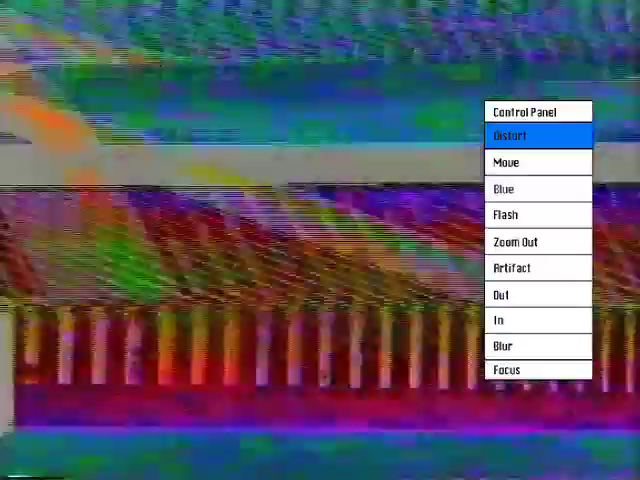 Control Panel
Distort
Move
Blue
Flash
Zoom Out
Artifact
Out
In
Blur
Focus